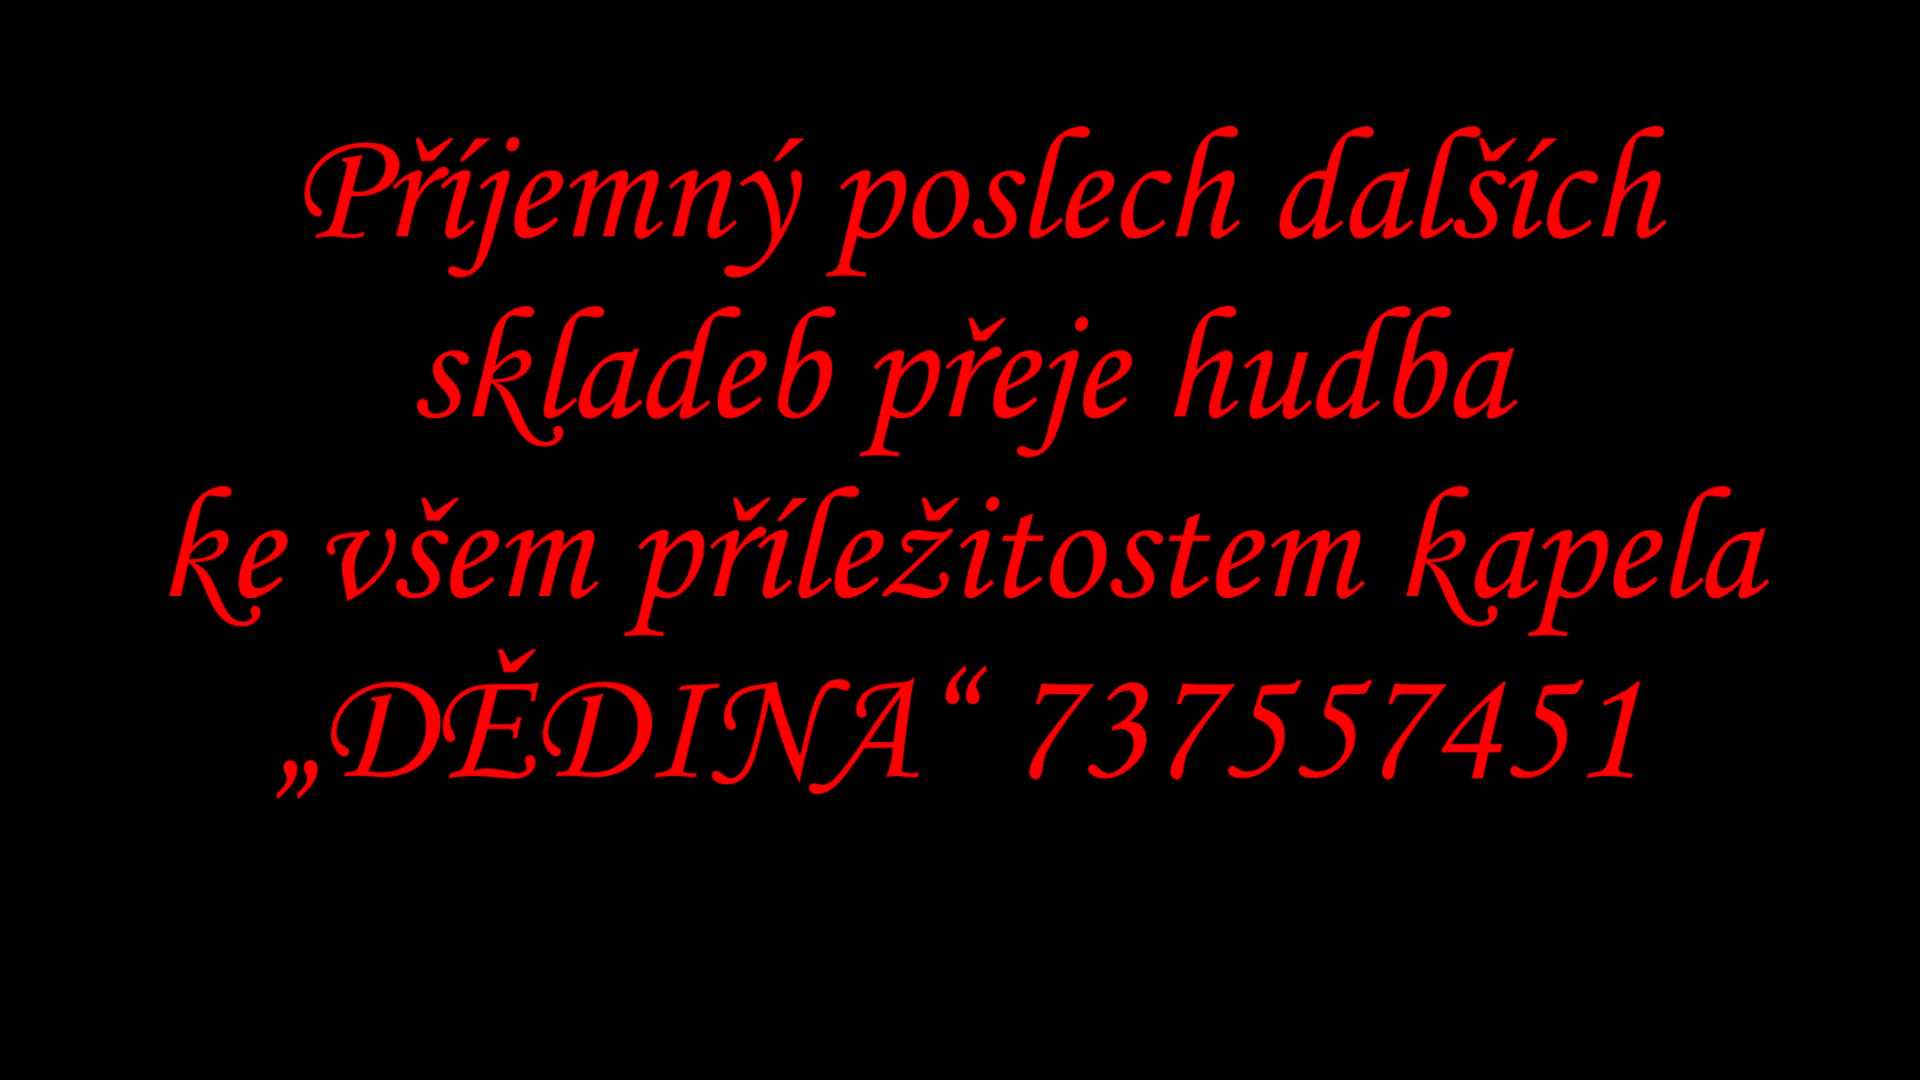 Příjemný poslech dalších
skladeb přeje hudba
ke všem příležitostem kapela
„DĚDINA“ 737557451